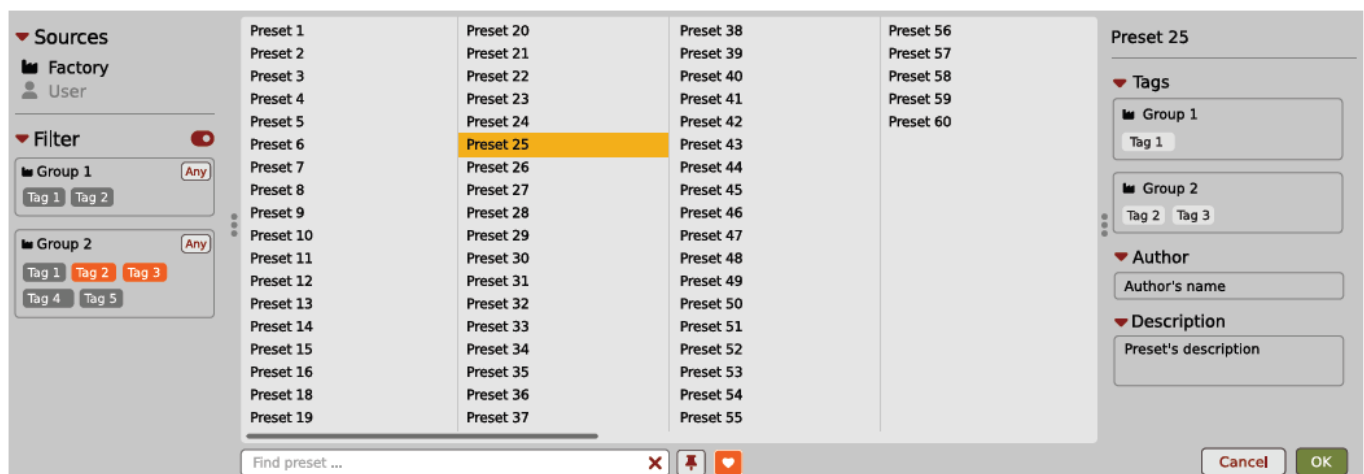 Sources
Factory
User
Filter
Group 1 Any
Tag 1 Tag 2
Group 2 Any
Tag 1 Tag 2 Tag 3
Tag 4 Tag 5
Preset 1
Preset 2
Preset 3
Preset 4
Preset 5
Preset 6
Preset 7
Preset 8
Preset 9
Preset 10
Preset 11
Preset 12
Preset 13
Preset 14
Preset 15
Preset 16
Preset 18
Preset 19
Preset 20
Preset 21
Preset 22
Preset 23
Preset 24
Preset 25
Preset 26
Preset 27
Preset 28
Preset 29
Preset 30
Preset 31
Preset 32
Preset 33
Preset 34
Preset 35
Preset 36
Preset 37
Preset 38
Preset 39
Preset 40
Preset 41
Preset 42
Preset 43
Preset 44
Preset 45
Preset 46
Preset 47
Preset 48
Preset 49
Preset 50
Preset 51
Preset 52
Preset 53
Preset 54
Preset 55
Preset 56
Preset 57
Preset 58
Preset 59
Preset 60
Find preset ...
Preset 25
Tags
Group 1
Tag 1
Group 2
Tag 2 Tag 3
Author
Author's name
Description
Preset's description
Cancel OK